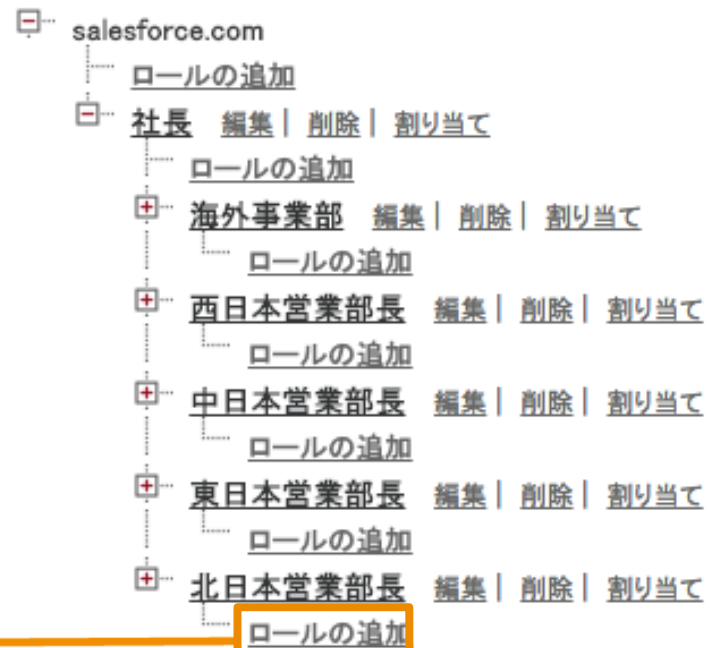 salesforce.com
ロールの追加
社長 編集 | 削除 | 割り当て
ロールの追加
海外事業部 編集 | 削除 | 割り当て
ロールの追加
西日本営業部長 編集 | 削除 | 割り当て
ロールの追加
中日本営業部長 編集 | 削除 | 割り当て
ロールの追加
東日本営業部長 編集 | 削除 | 割り当て
ロールの追加
北日本営業部長 編集 | 削除 | 割り当て
ロールの追加